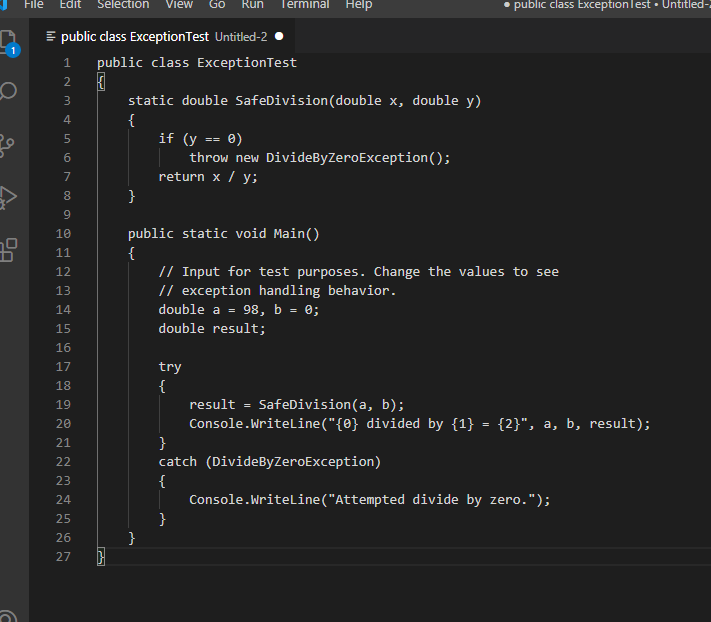 File Edit Selection View Go Run Terminal Help ● public class ExceptionTest • Untitled-2
1
public class ExceptionTest Untitled-2 ●
1 public class ExceptionTest
2 {
3 static double SafeDivision(double x, double y)
4 {
5 if (y == 0)
6 throw new DivideByZeroException();
7 return x / y;
8 }
9
10 public static void Main()
11 {
12 // Input for test purposes. Change the values to see
13 // exception handling behavior.
14 double a = 98, b = 0;
15 double result;
16
17 try
18 {
19 result = SafeDivision(a, b);
20 Console.WriteLine("{0} divided by {1} = {2}", a, b, result);
21 }
22 catch (DivideByZeroException)
23 {
24 Console.WriteLine("Attempted divide by zero.");
25 }
26 }
27 }